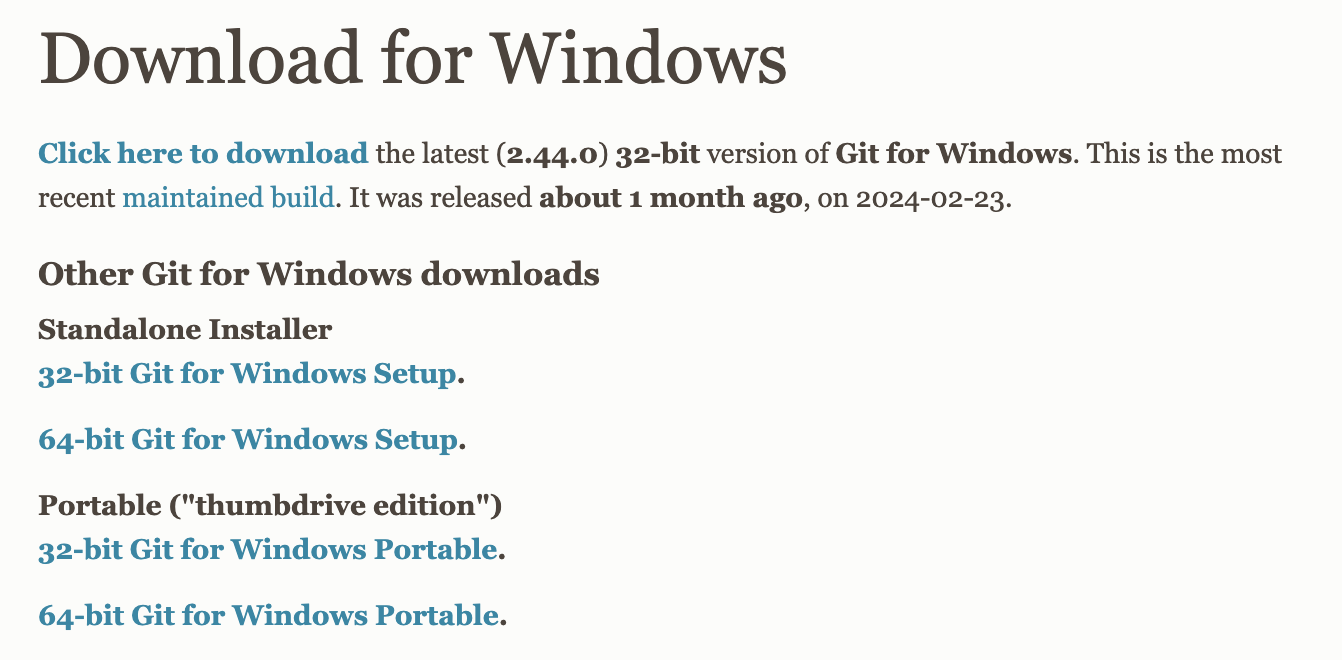 Download for Windows
Click here to download the latest (2.44.0) 32-bit version of Git for Windows. This is the most
recent maintained build. It was released about 1 month ago, on 2024-02-23.
Other Git for Windows downloads
Standalone Installer
32-bit Git for Windows Setup.
64-bit Git for Windows Setup.
Portable ("thumbdrive edition")
32-bit Git for Windows Portable.
64-bit Git for Windows Portable.